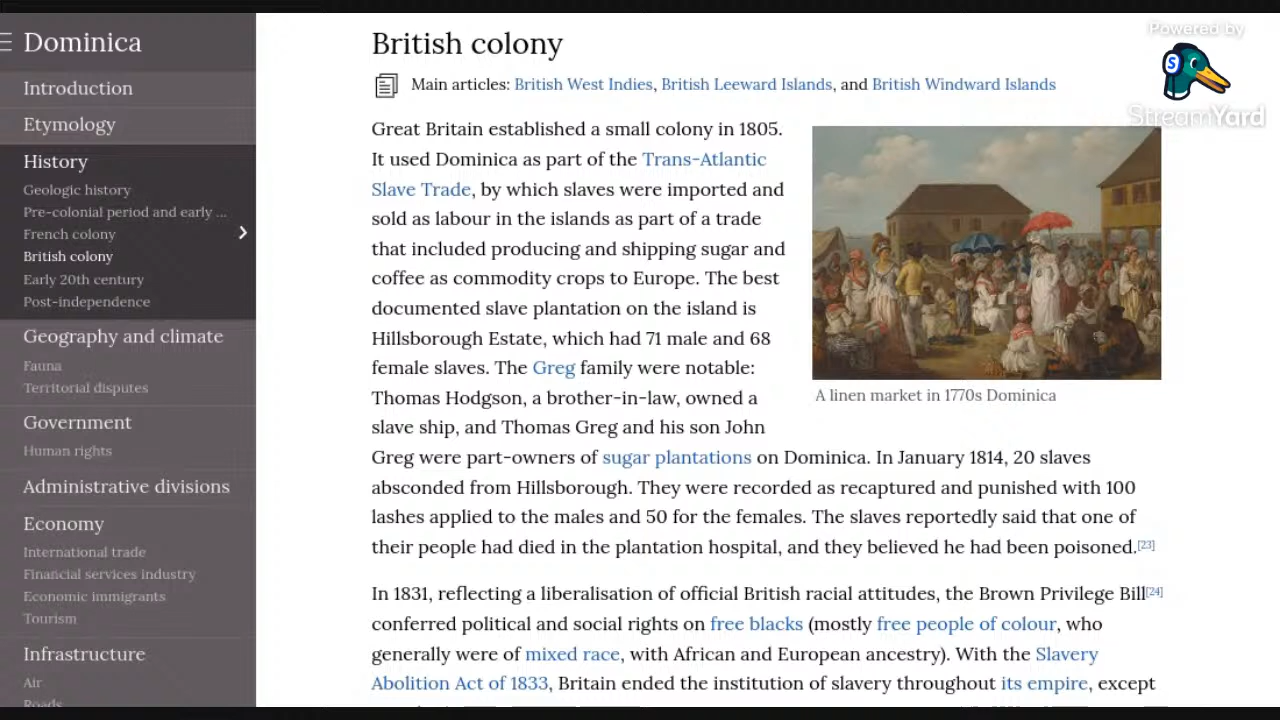 Dominica
Introduction
Etymology
History
Geologic history
Pre-colonial period and early ...
French colony
British colony
Early 20th century
Post-independence
Geography and climate
Fauna
Territorial disputes
Government
Human rights
Administrative divisions
Economy
International trade
Financial services industry
Economic immigrants
Tourism
Infrastructure
Air
Roads
British colony
Main articles: British West Indies, British Leeward Islands, and British Windward Islands
Great Britain established a small colony in 1805.
It used Dominica as part of the Trans-Atlantic
Slave Trade, by which slaves were imported and
sold as labour in the islands as part of a trade
that included producing and shipping sugar and
coffee as commodity crops to Europe. The best
documented slave plantation on the island is
Hillsborough Estate, which had 71 male and 68
female slaves. The Greg family were notable:
Thomas Hodgson, a brother-in-law, owned a
slave ship, and Thomas Greg and his son John
Greg were part-owners of sugar plantations on Dominica. In January 1814, 20 slaves
absconded from Hillsborough. They were recorded as recaptured and punished with 100
lashes applied to the males and 50 for the females. The slaves reportedly said that one of
their people had died in the plantation hospital, and they believed he had been poisoned.[23]
In 1831, reflecting a liberalisation of official British racial attitudes, the Brown Privilege Bill[24]
conferred political and social rights on free blacks (mostly free people of colour, who
generally were of mixed race, with African and European ancestry). With the Slavery
Abolition Act of 1833, Britain ended the institution of slavery throughout its empire, except
A linen market in 1770s Dominica
Powered by
S
StreamYard